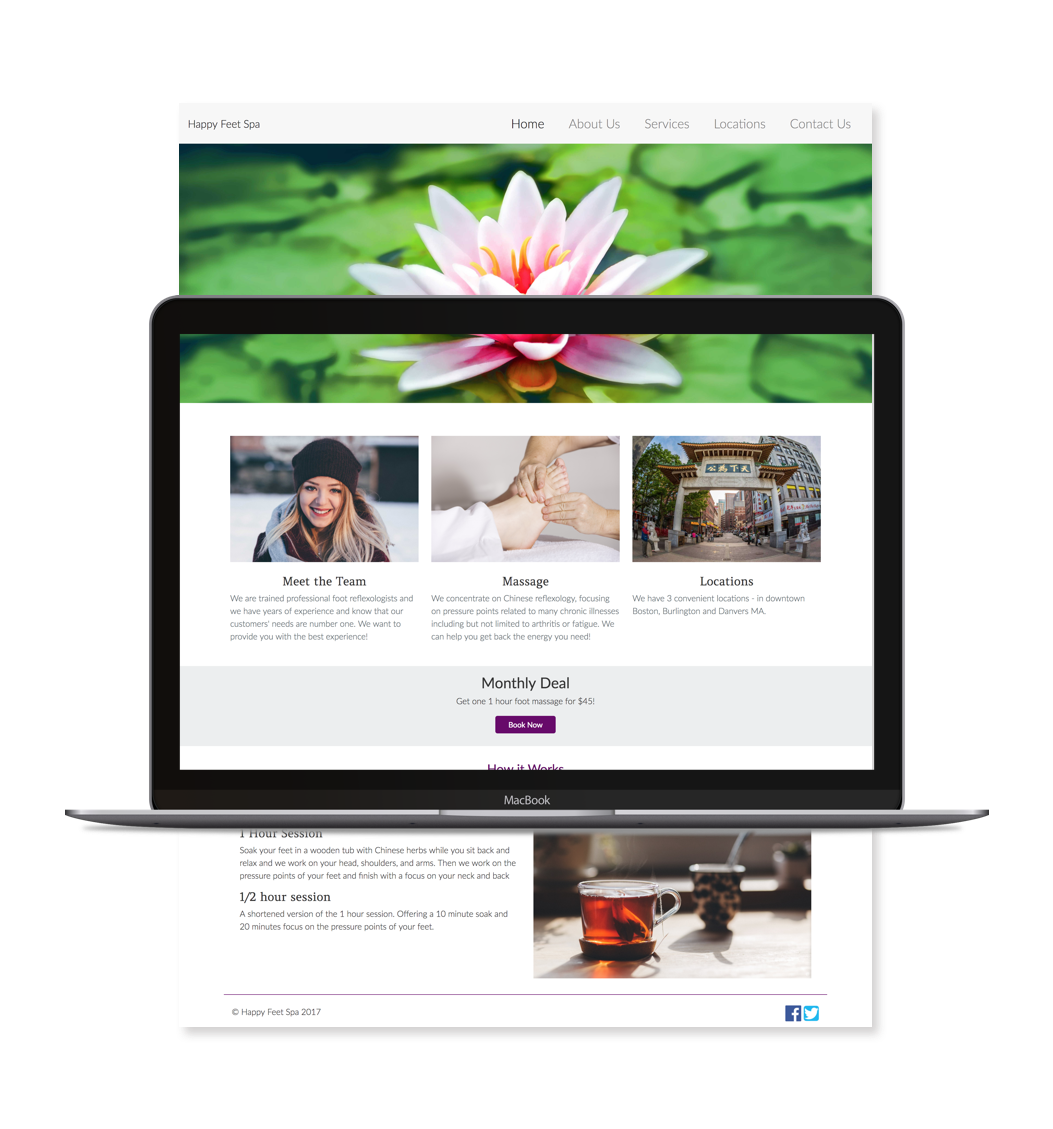 Happy Feet Spa
Home About Us Services Locations Contact Us
公為下天
Meet the Team
We are trained professional foot reflexologists and
we have years of experience and know that our
customers' needs are number one. We want to
provide you with the best experience!
Massage
We concentrate on Chinese reflexology, focusing
on pressure points related to many chronic illnesses
including but not limited to arthritis or fatigue. We
can help you get back the energy you need!
Locations
We have 3 convenient locations - in downtown
Boston, Burlington and Danvers MA.
Monthly Deal
Get one 1 hour foot massage for $45!
Book Now
How it Works
MacBook
1 Hour Session
Soak your feet in a wooden tub with Chinese herbs while you sit back and
relax and we work on your head, shoulders, and arms. Then we work on the
pressure points of your feet and finish with a focus on your neck and back
1/2 hour session
A shortened version of the 1 hour session. Offering a 10 minute soak and
20 minutes focus on the pressure points of your feet.
© Happy Feet Spa 2017